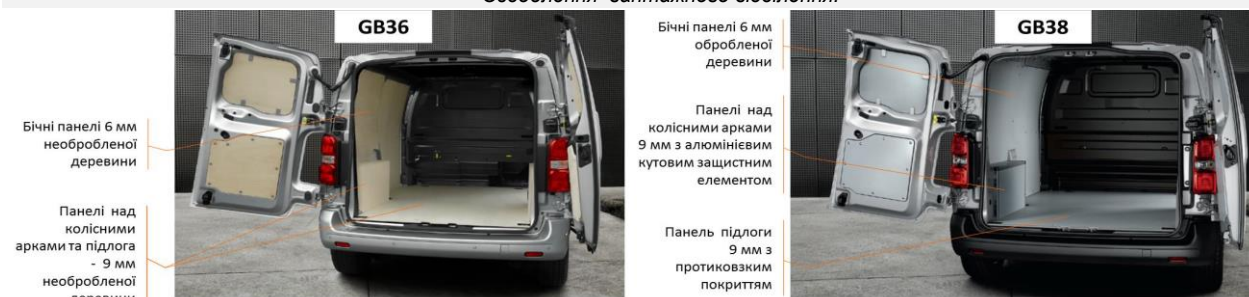 GB36
Бічні панелі 6 мм
необробленої
деревини
Панелі над
колісними
арками та підлога
- 9 мм
необробленої
GB38
Бічні панелі 6 мм
обробленої
деревини
Панелі над
колісними арками
9 мм з алюмінієвим
кутовим защистним
елементом
Панель підлоги
9 мм з
протиковзким
покриттям